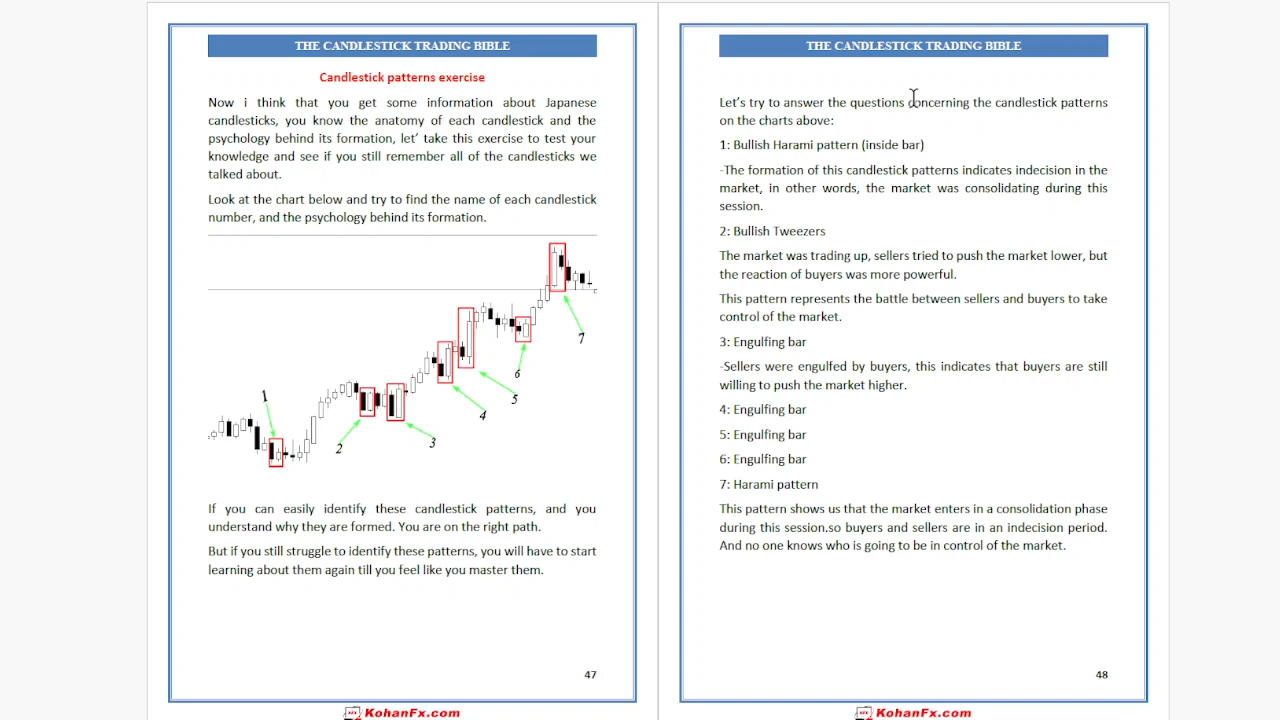 THE CANDLESTICK TRADING BIBLE
Candlestick patterns exercise
Now i think that you get some information about Japanese
candlesticks, you know the anatomy of each candlestick and the
psychology behind its formation, let’ take this exercise to test your
knowledge and see if you still remember all of the candlesticks we
talked about.
Look at the chart below and try to find the name of each candlestick
number, and the psychology behind its formation.
1
2
3
4
5
6
7
If you can easily identify these candlestick patterns, and you
understand why they are formed. You are on the right path.
But if you still struggle to identify these patterns, you will have to start
learning about them again till you feel like you master them.
47
KohanFx.com
THE CANDLESTICK TRADING BIBLE
Let’s try to answer the questions concerning the candlestick patterns
on the charts above:
1: Bullish Harami pattern (inside bar)
-The formation of this candlestick patterns indicates indecision in the
market, in other words, the market was consolidating during this
session.
2: Bullish Tweezers
The market was trading up, sellers tried to push the market lower, but
the reaction of buyers was more powerful.
This pattern represents the battle between sellers and buyers to take
control of the market.
3: Engulfing bar
-Sellers were engulfed by buyers, this indicates that buyers are still
willing to push the market higher.
4: Engulfing bar
5: Engulfing bar
6: Engulfing bar
7: Harami pattern
This pattern shows us that the market enters in a consolidation phase
during this session.so buyers and sellers are in an indecision period.
And no one knows who is going to be in control of the market.
48
KohanFx.com